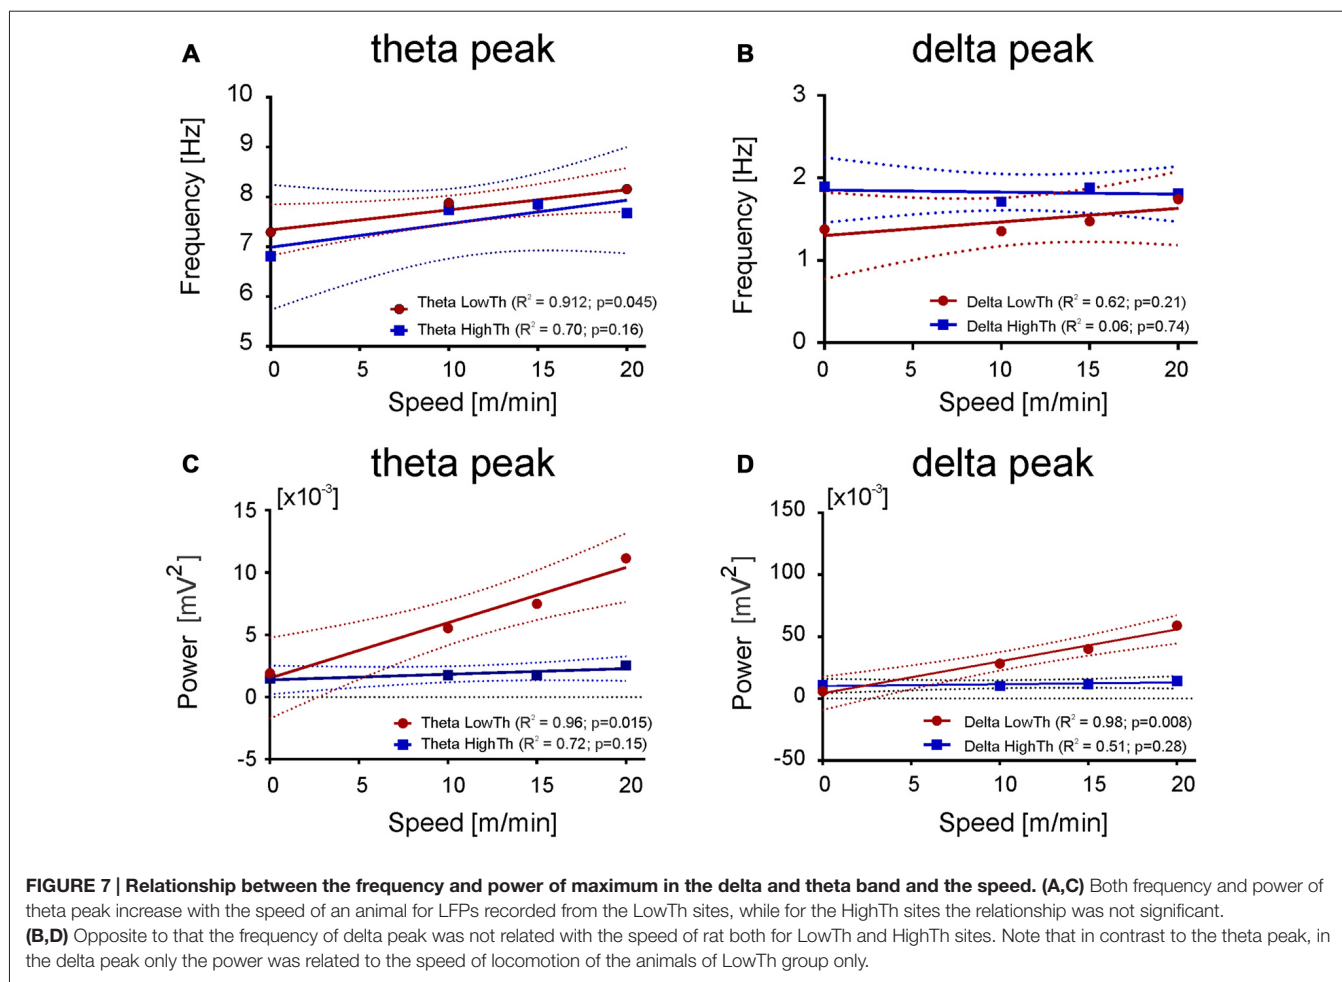 A theta peak
Frequency [Hz]
10
9
8
7
6
5
Theta LowTh (R² = 0.912; p=0.045)
Theta HighTh (R² = 0.70; p=0.16)
0 5 10 15 20
Speed [m/min]
B delta peak
Frequency [Hz]
3
2
1
0
Delta LowTh (R² = 0.62; p=0.21)
Delta HighTh (R² = 0.06; p=0.74)
0 5 10 15 20
Speed [m/min]
C theta peak
[x10⁻³]
Power [mV²]
15
10
5
0
-5
Theta LowTh (R² = 0.96; p=0.015)
Theta HighTh (R² = 0.72; p=0.15)
0 5 10 15 20
Speed [m/min]
D delta peak
[x10⁻³]
Power [mV²]
150
100
50
0
-50
Delta LowTh (R² = 0.98; p=0.008)
Delta HighTh (R² = 0.51; p=0.28)
0 5 10 15 20
Speed [m/min]
FIGURE 7 | Relationship between the frequency and power of maximum in the delta and theta band and the speed. (A,C) Both frequency and power of
theta peak increase with the speed of an animal for LFPs recorded from the LowTh sites, while for the HighTh sites the relationship was not significant.
(B,D) Opposite to that the frequency of delta peak was not related with the speed of rat both for LowTh and HighTh sites. Note that in contrast to the theta peak, in
the delta peak only the power was related to the speed of locomotion of the animals of LowTh group only.